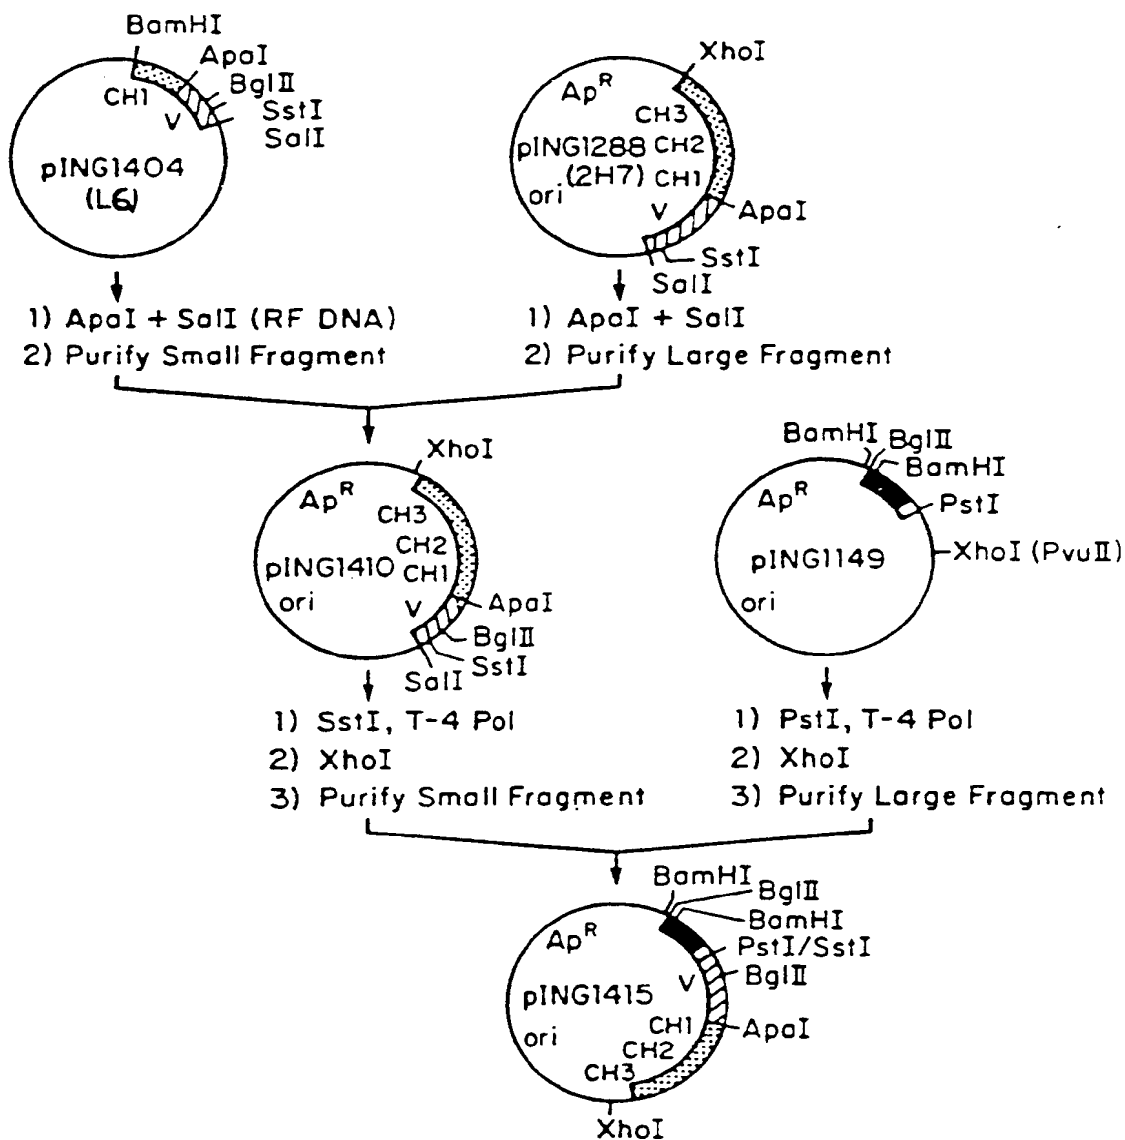 BamHI
ApaI
BglII
SstI
SalI
CH1
V
pING1404
(L6)
XhoI
Ap^R
CH3
pING1288 CH2
(2H7) CH1
ori
V
ApaI
SstI
SalI
1) ApaI + SalI (RF DNA)
2) Purify Small Fragment
1) ApaI + SalI
2) Purify Large Fragment
XhoI
Ap^R
CH3
CH2
pING1410 CH1
ori
V
ApaI
BglII
SstI
SalI
BamHI
BglII
BamHI
Ap^R
PstI
XhoI (PvuII)
pING1149
ori
1) SstI, T-4 Pol
2) XhoI
3) Purify Small Fragment
1) PstI, T-4 Pol
2) XhoI
3) Purify Large Fragment
BamHI
BglII
BamHI
Ap^R
PstI/SstI
V
BglII
pING1415
ori
CH1
ApaI
CH2
CH3
XhoI